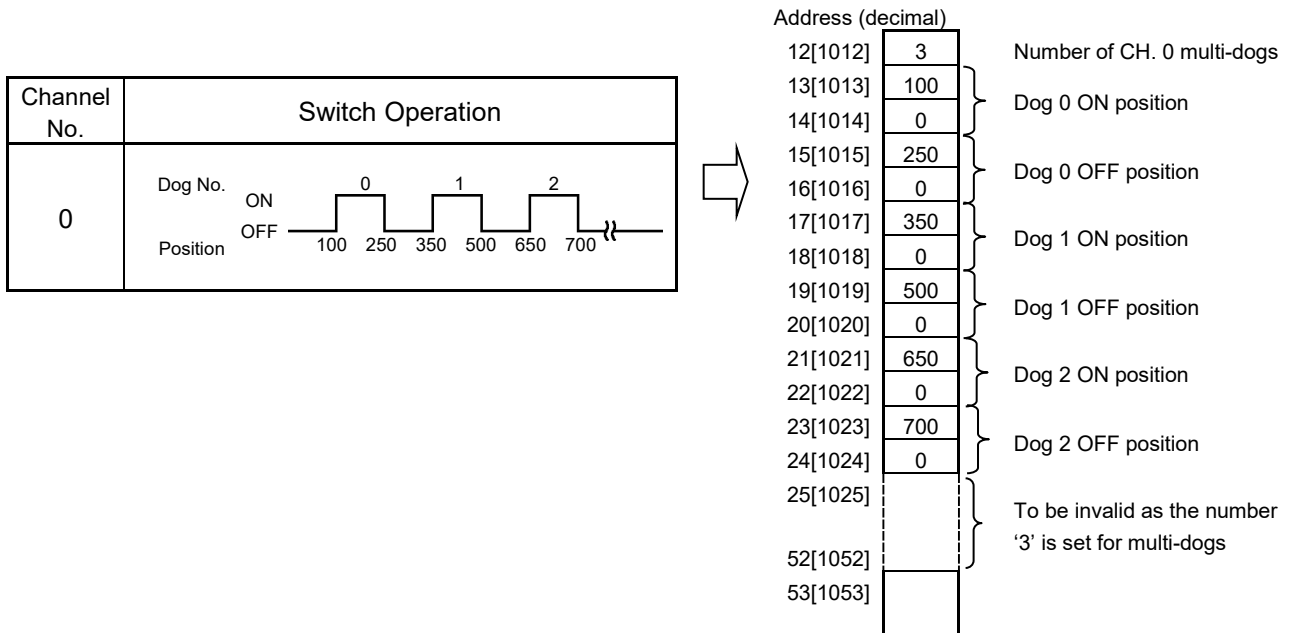 Channel No.
Switch Operation
0
Dog No.
0 1 2
ON
OFF
Position
100 250 350 500 650 700
Address (decimal)
12[1012] 3 Number of CH. 0 multi-dogs
13[1013] 100
Dog 0 ON position
14[1014] 0
15[1015] 250
Dog 0 OFF position
16[1016] 0
17[1017] 350
Dog 1 ON position
18[1018] 0
19[1019] 500
Dog 1 OFF position
20[1020] 0
21[1021] 650
Dog 2 ON position
22[1022] 0
23[1023] 700
Dog 2 OFF position
24[1024] 0
25[1025]
To be invalid as the number
‘3’ is set for multi-dogs
52[1052]
53[1053]